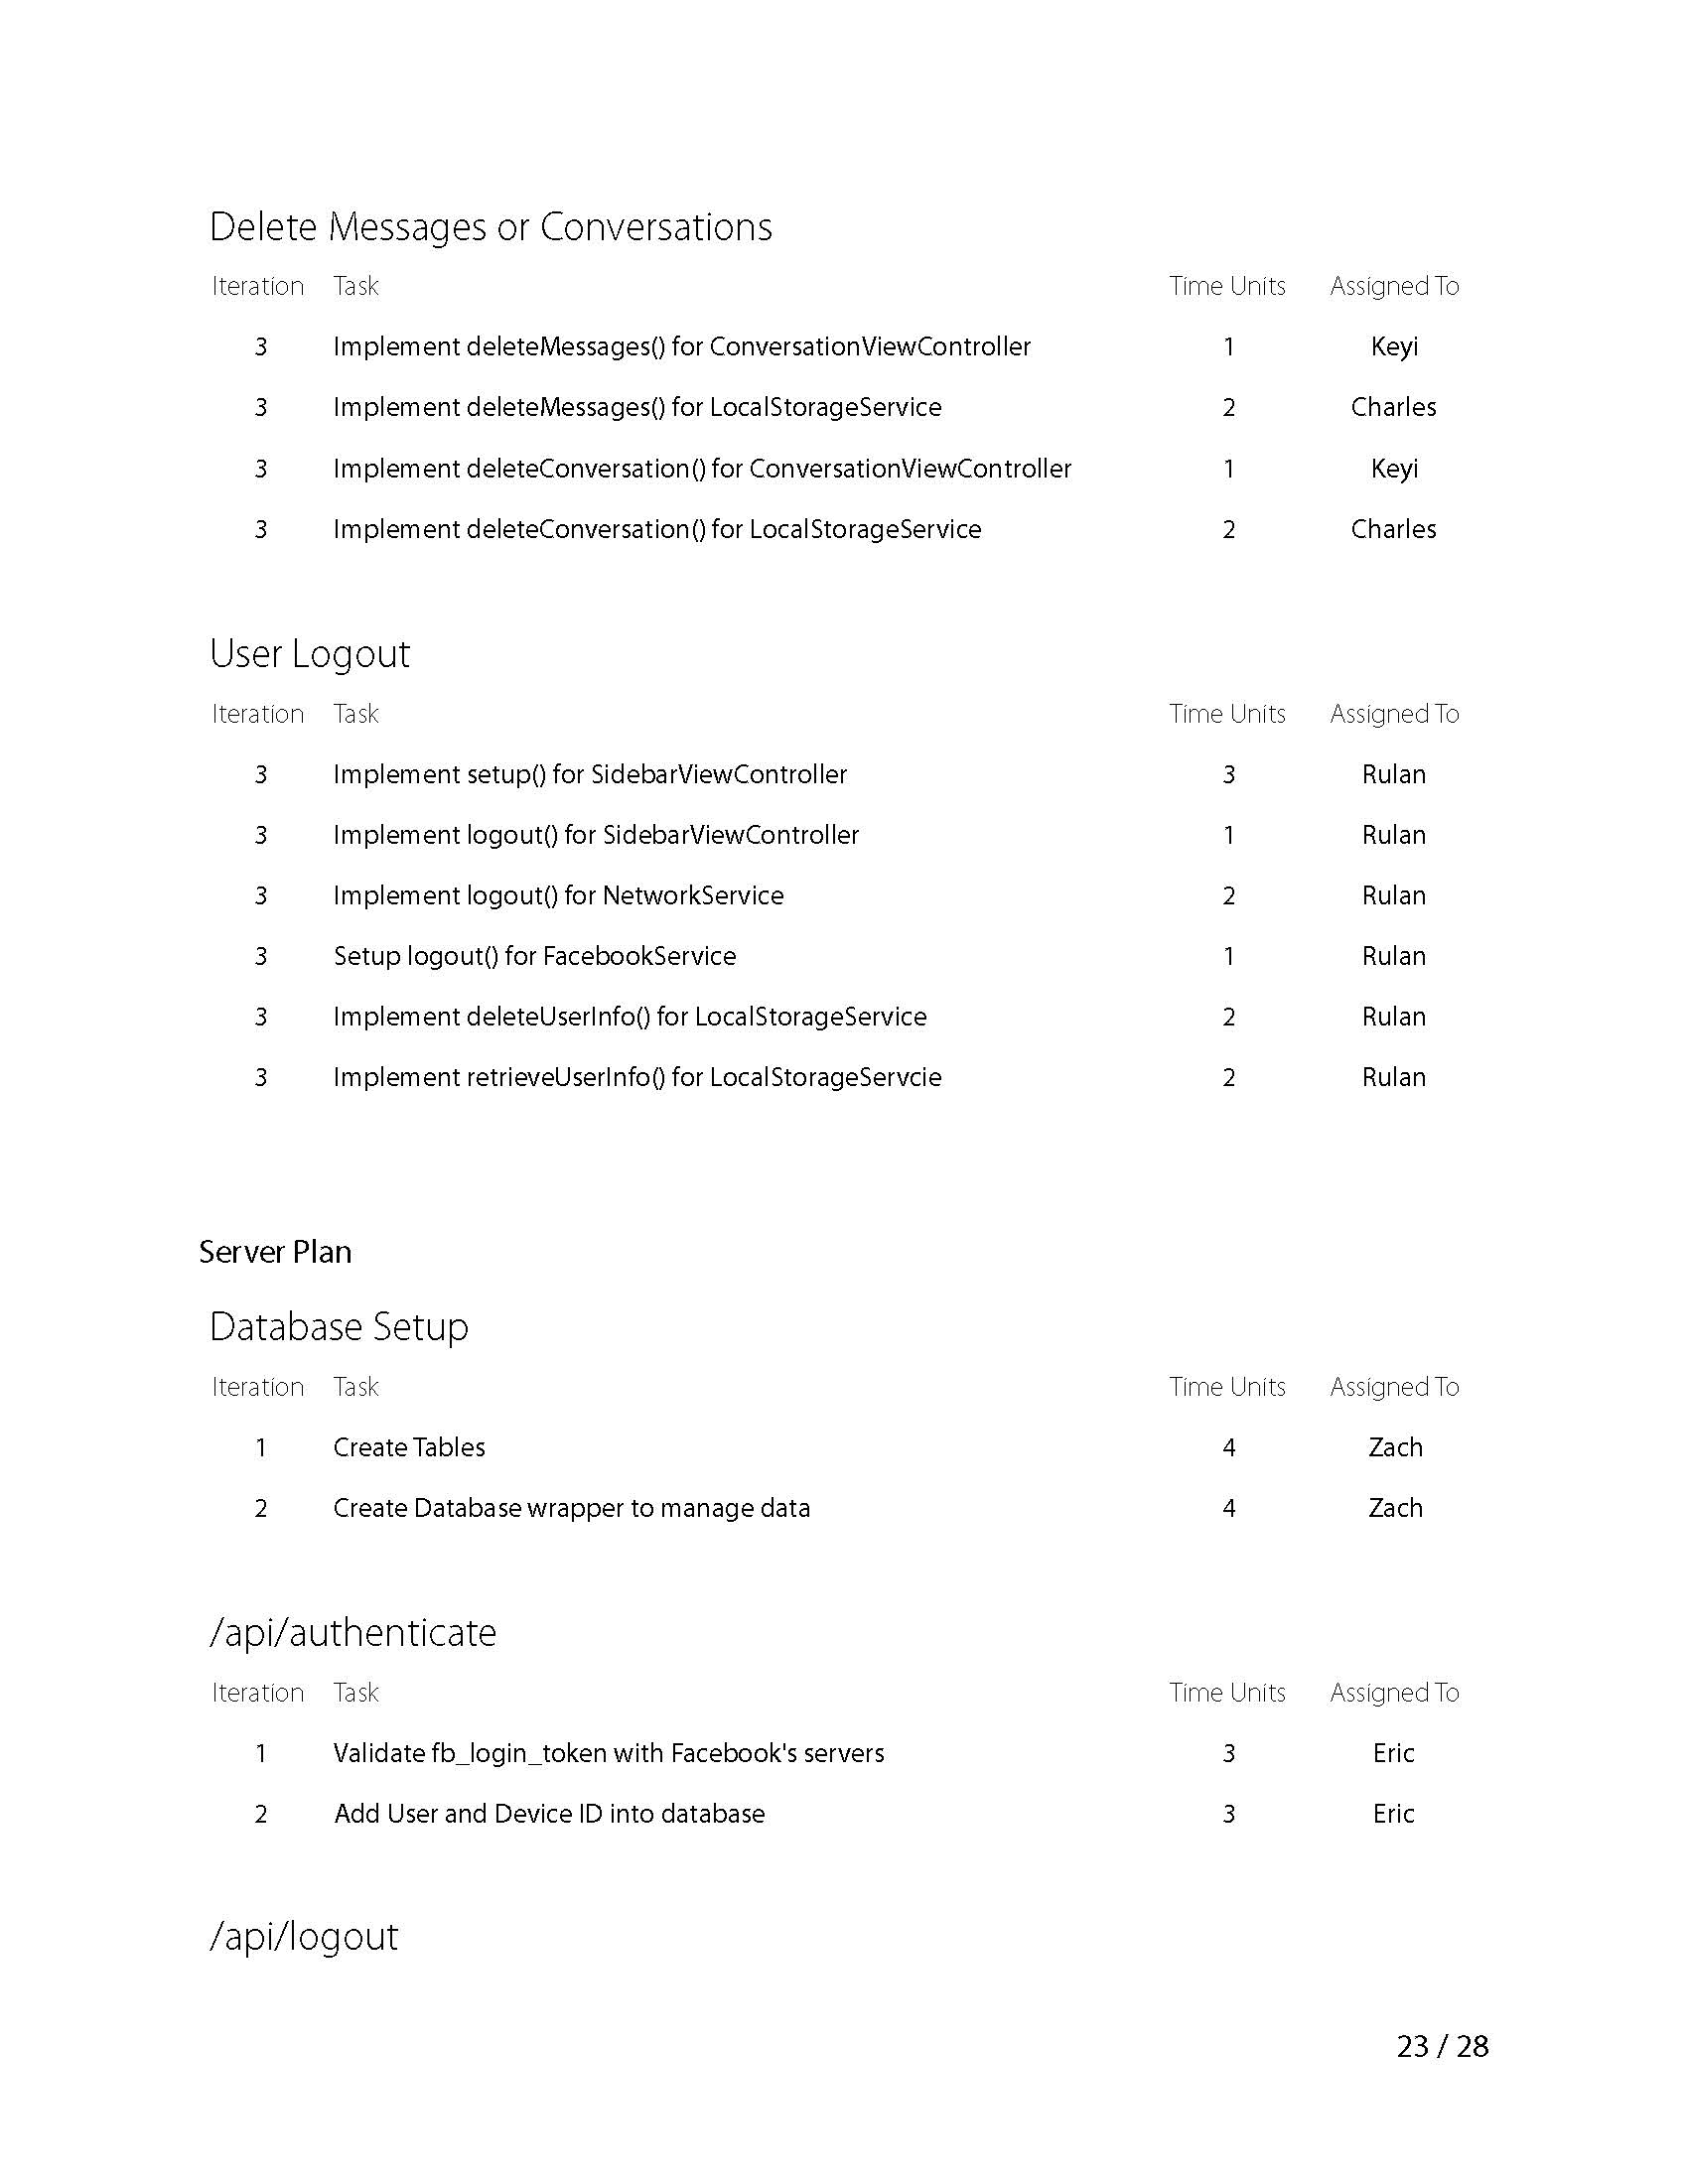 Delete Messages or Conversations
Iteration Task Time Units Assigned To
3 Implement deleteMessages() for ConversationViewController 1 Keyi
3 Implement deleteMessages() for LocalStorageService 2 Charles
3 Implement deleteConversation() for ConversationViewController 1 Keyi
3 Implement deleteConversation() for LocalStorageService 2 Charles
User Logout
Iteration Task Time Units Assigned To
3 Implement setup() for SidebarViewController 3 Rulan
3 Implement logout() for SidebarViewController 1 Rulan
3 Implement logout() for NetworkService 2 Rulan
3 Setup logout() for FacebookService 1 Rulan
3 Implement deleteUserInfo() for LocalStorageService 2 Rulan
3 Implement retrieveUserInfo() for LocalStorageServcie 2 Rulan
Server Plan
Database Setup
Iteration Task Time Units Assigned To
1 Create Tables 4 Zach
2 Create Database wrapper to manage data 4 Zach
/api/authenticate
Iteration Task Time Units Assigned To
1 Validate fb_login_token with Facebook's servers 3 Eric
2 Add User and Device ID into database 3 Eric
/api/logout
23 / 28